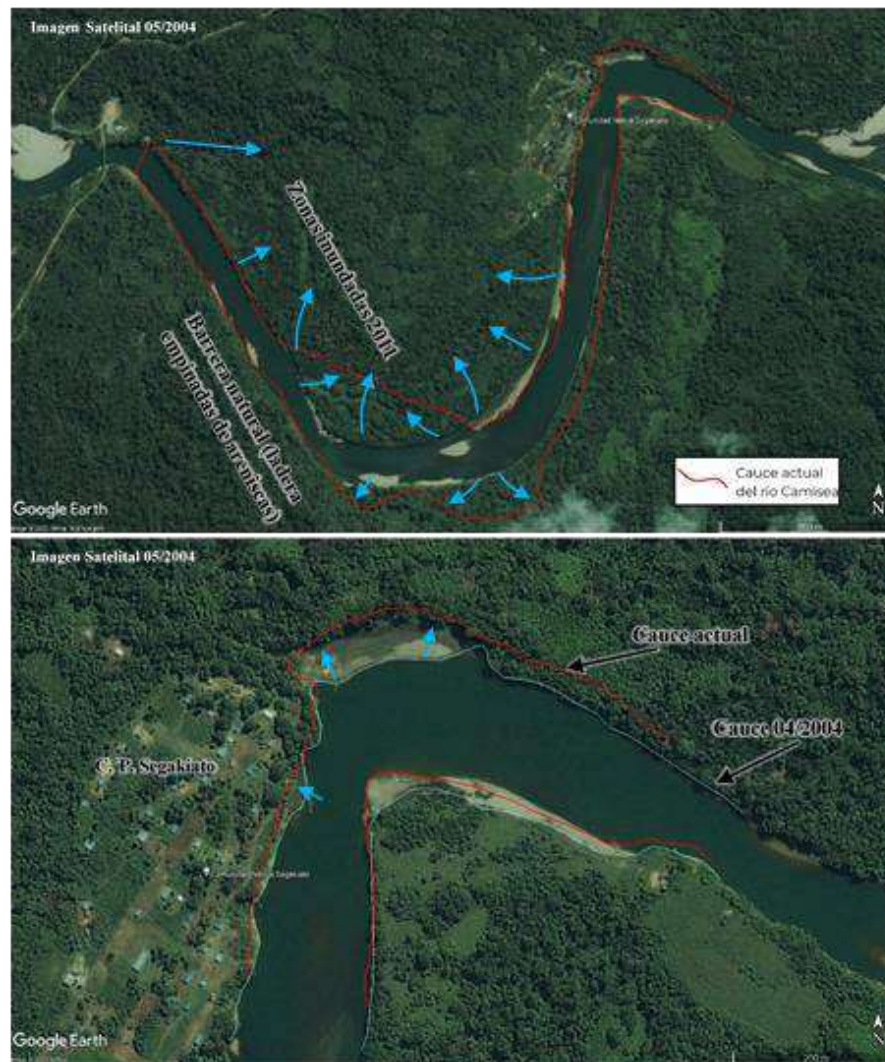 Imagen Satelital 05/2004
Zonas inundadas 2011
Barrera natural (ladera
empinadas de areniscas)
Cauce actual
del río Camisea
Google Earth
N
Imagen Satelital 05/2004
Cauce actual
Cauce 04/2004
C. P. Segakiato
Google Earth
N